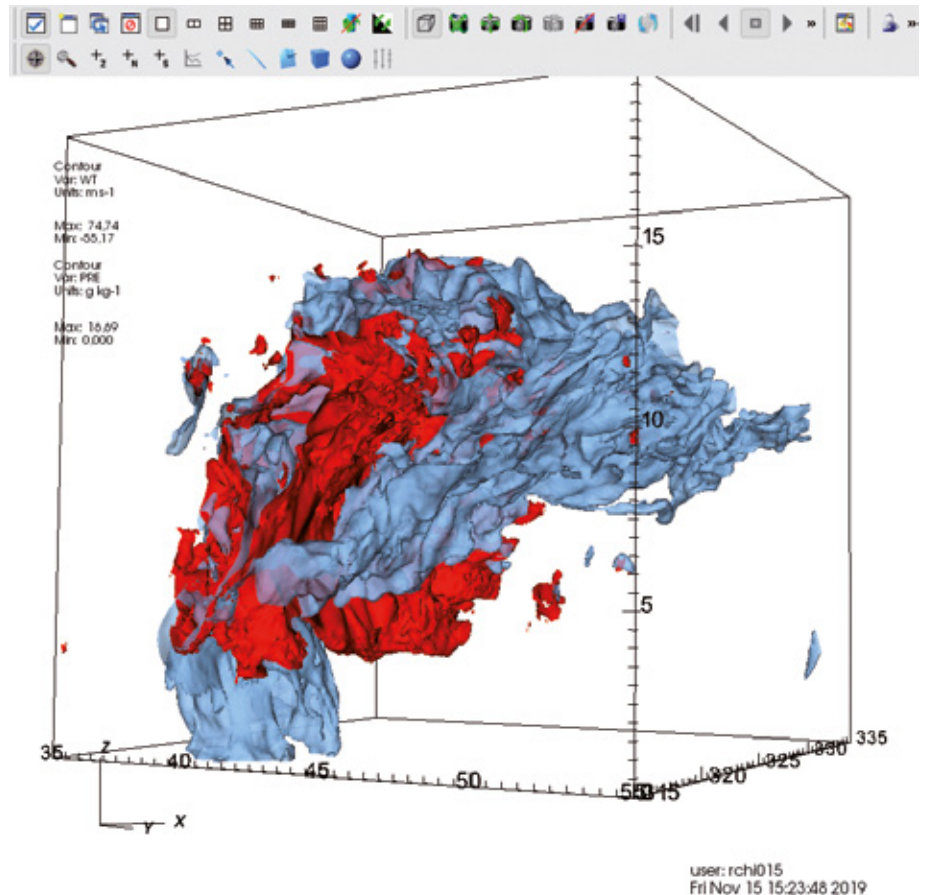 Contour
Var: WT
Units: ms-1
Max: 74,74
Min: -55,17
Contour
Var: PRE
Units: g kg-1
Max: 16,69
Min: 0,000
15
10
5
35
40
45
50
315
320
325
330
335
Z
Y
X
user: rchi015
Fri Nov 15 15:23:48 2019